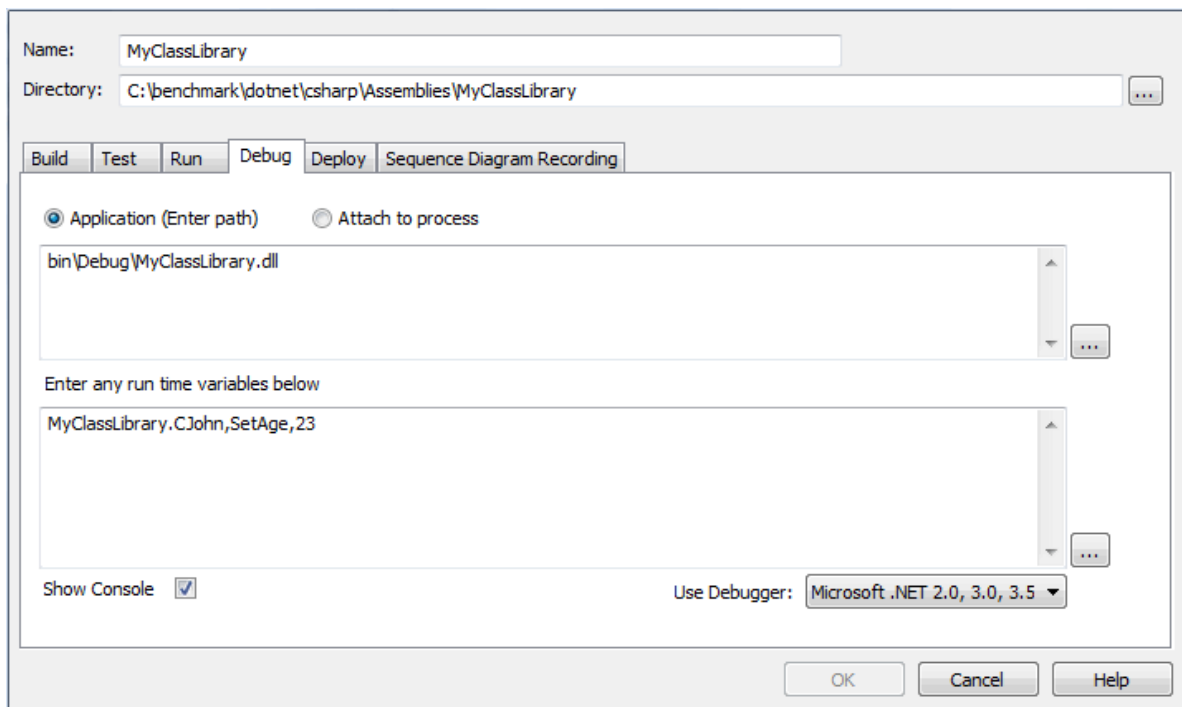 Name: MyClassLibrary
Directory: C:\benchmark\dotnet\csharp\Assemblies\MyClassLibrary ...
Build Test Run Debug Deploy Sequence Diagram Recording
Application (Enter path) Attach to process
bin\Debug\MyClassLibrary.dll
...
Enter any run time variables below
MyClassLibrary.CJohn,SetAge,23
...
Show Console Use Debugger: Microsoft .NET 2.0, 3.0, 3.5
OK Cancel Help